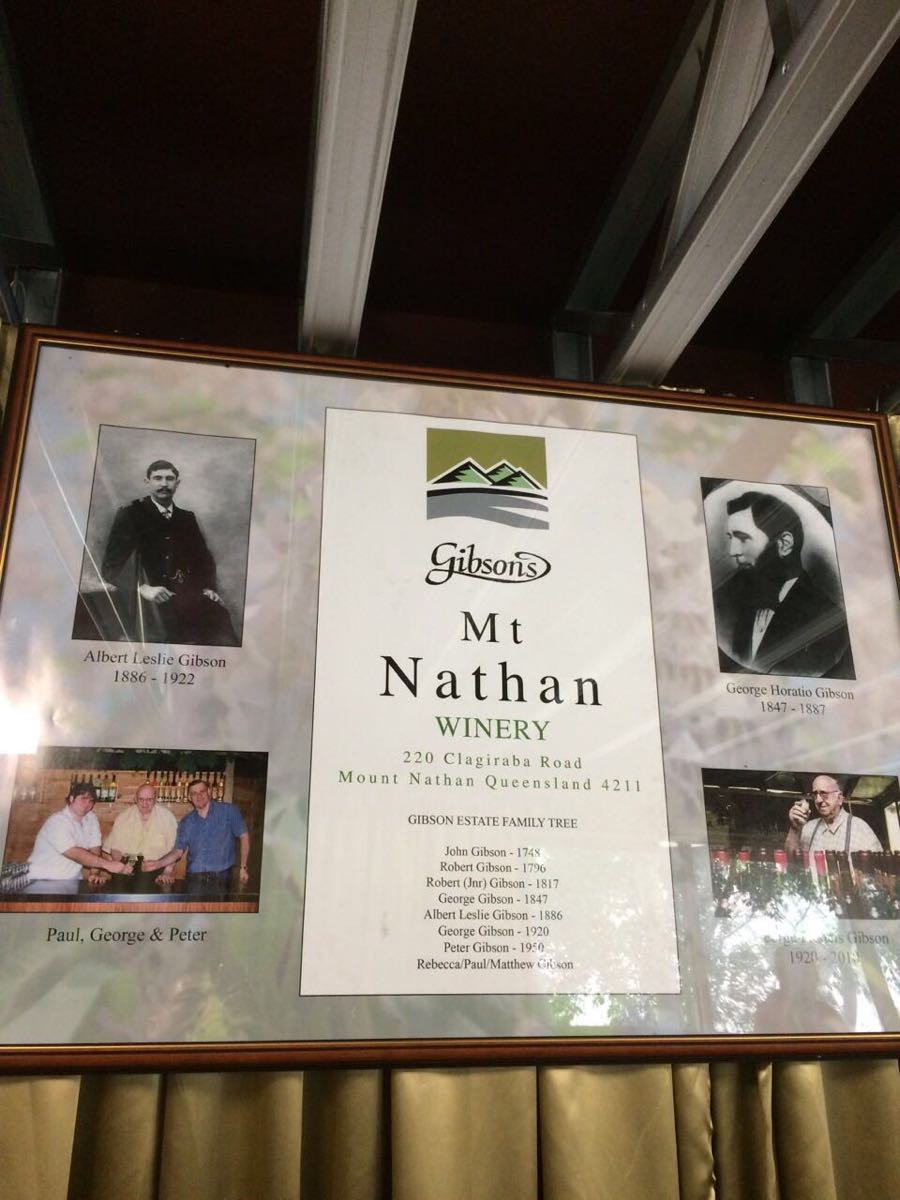 Gibson's
Mt
Nathan
WINERY
220 Clagiraba Road
Mount Nathan Queensland 4211
GIBSON ESTATE FAMILY TREE
John Gibson - 1748
Robert Gibson - 1796
Robert (Jnr) Gibson - 1817
George Gibson - 1847
Albert Leslie Gibson - 1886
George Gibson - 1920
Peter Gibson - 1950
Rebecca/Paul/Matthew Gibson
Albert Leslie Gibson
1886 - 1922
George Horatio Gibson
1847 - 1887
Paul, George & Peter
Gibson
1920 -